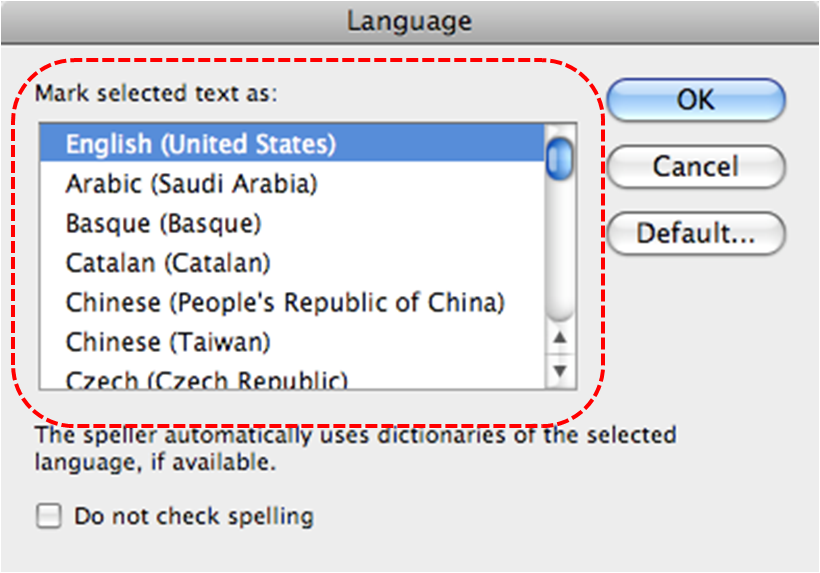 Language
Mark selected text as:
English (United States)
Arabic (Saudi Arabia)
Basque (Basque)
Catalan (Catalan)
Chinese (People's Republic of China)
Chinese (Taiwan)
Czech (Czech Republic)
OK
Cancel
Default...
The speller automatically uses dictionaries of the selected
language, if available.
Do not check spelling